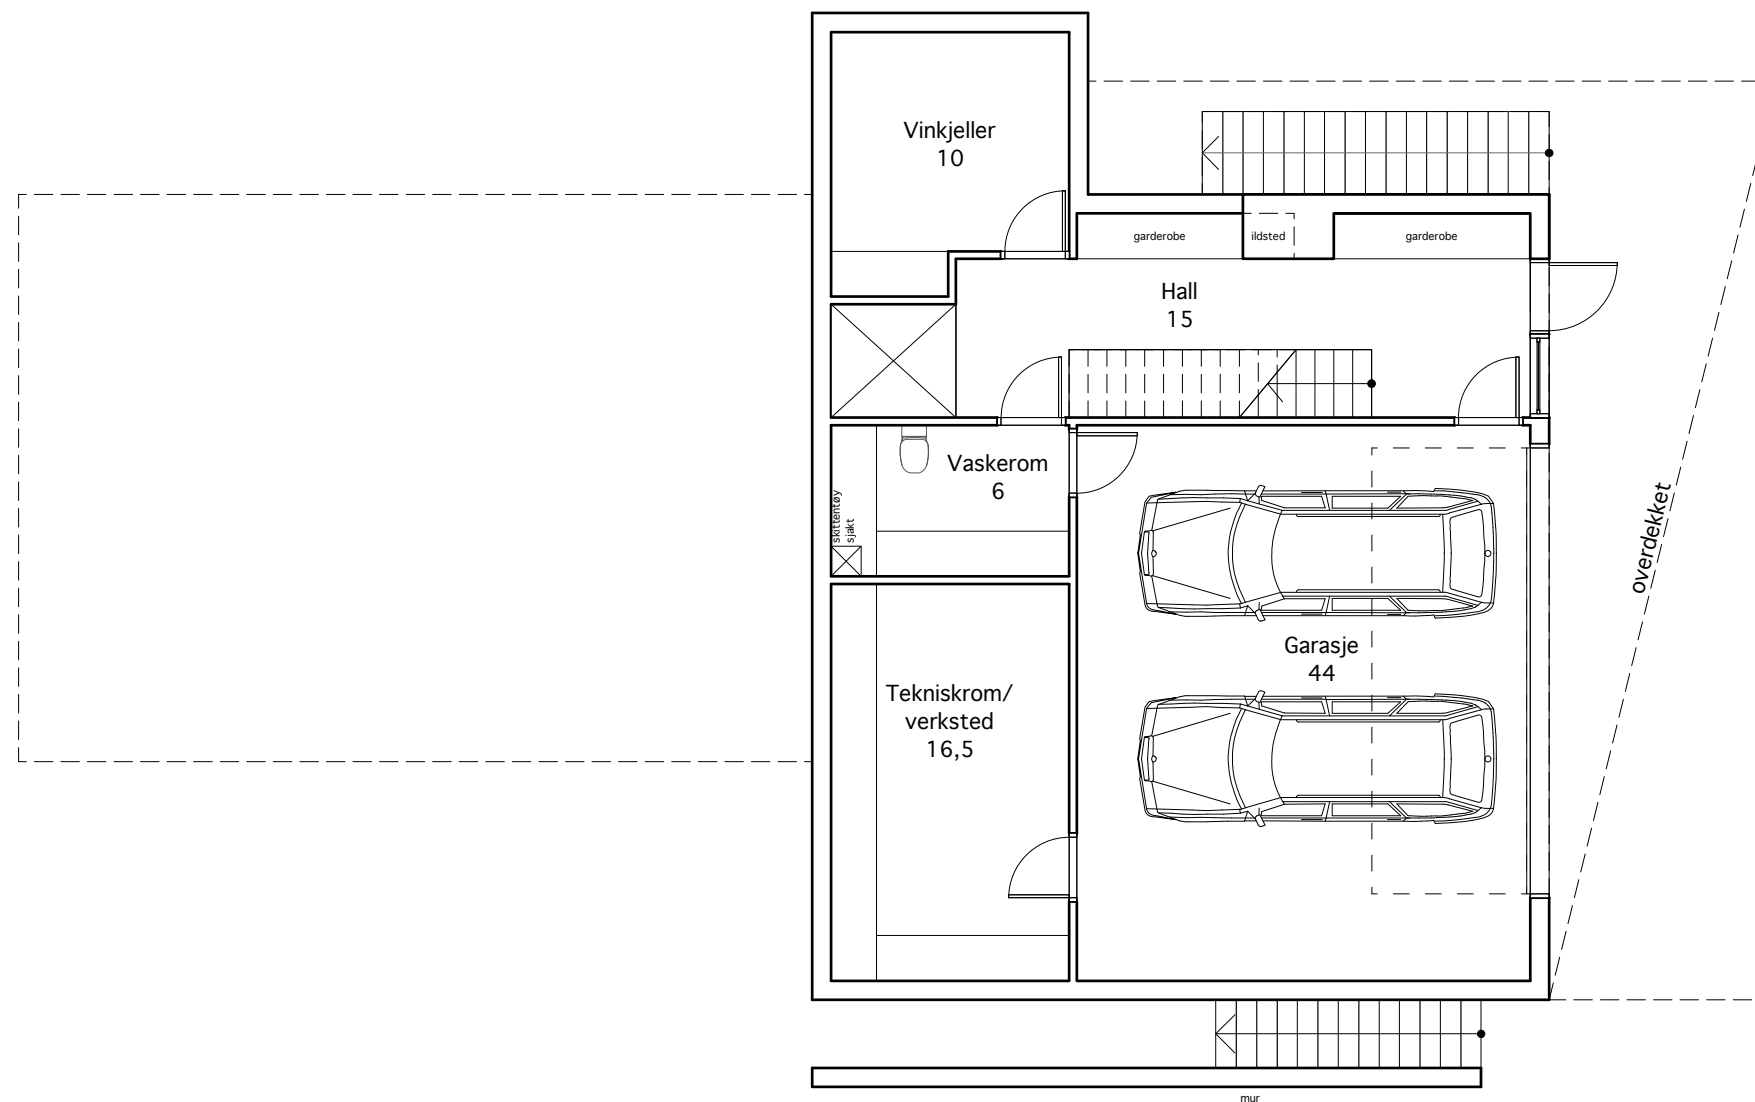 Vinkjeller
10
garderobe
ildsted
garderobe
Hall
15
Vaskerom
6
skittentøy
sjakt
overdekket
Garasje
44
Tekniskrom/
verksted
16,5
mur